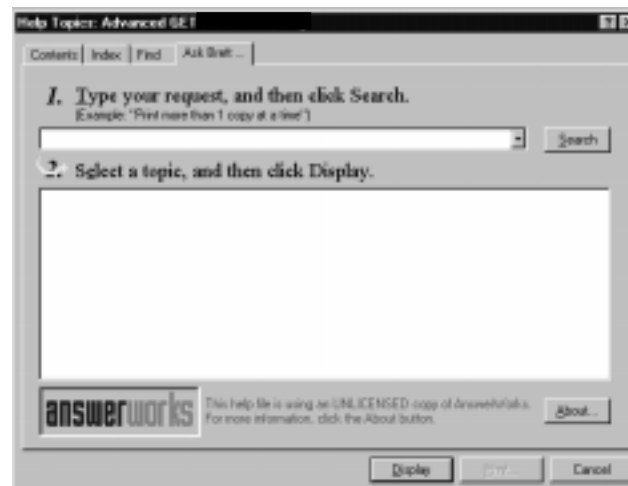 Help Topics: Advanced GET
Contents Index Find Ask Brett ...
1. Type your request, and then click Search.
(Example: "Print more than 1 copy at a time")
Search
2. Select a topic, and then click Display.
answerworks
This help file is using an UNLICENSED copy of AnswerWorks.
For more information, click the About button.
About...
Display Print... Cancel